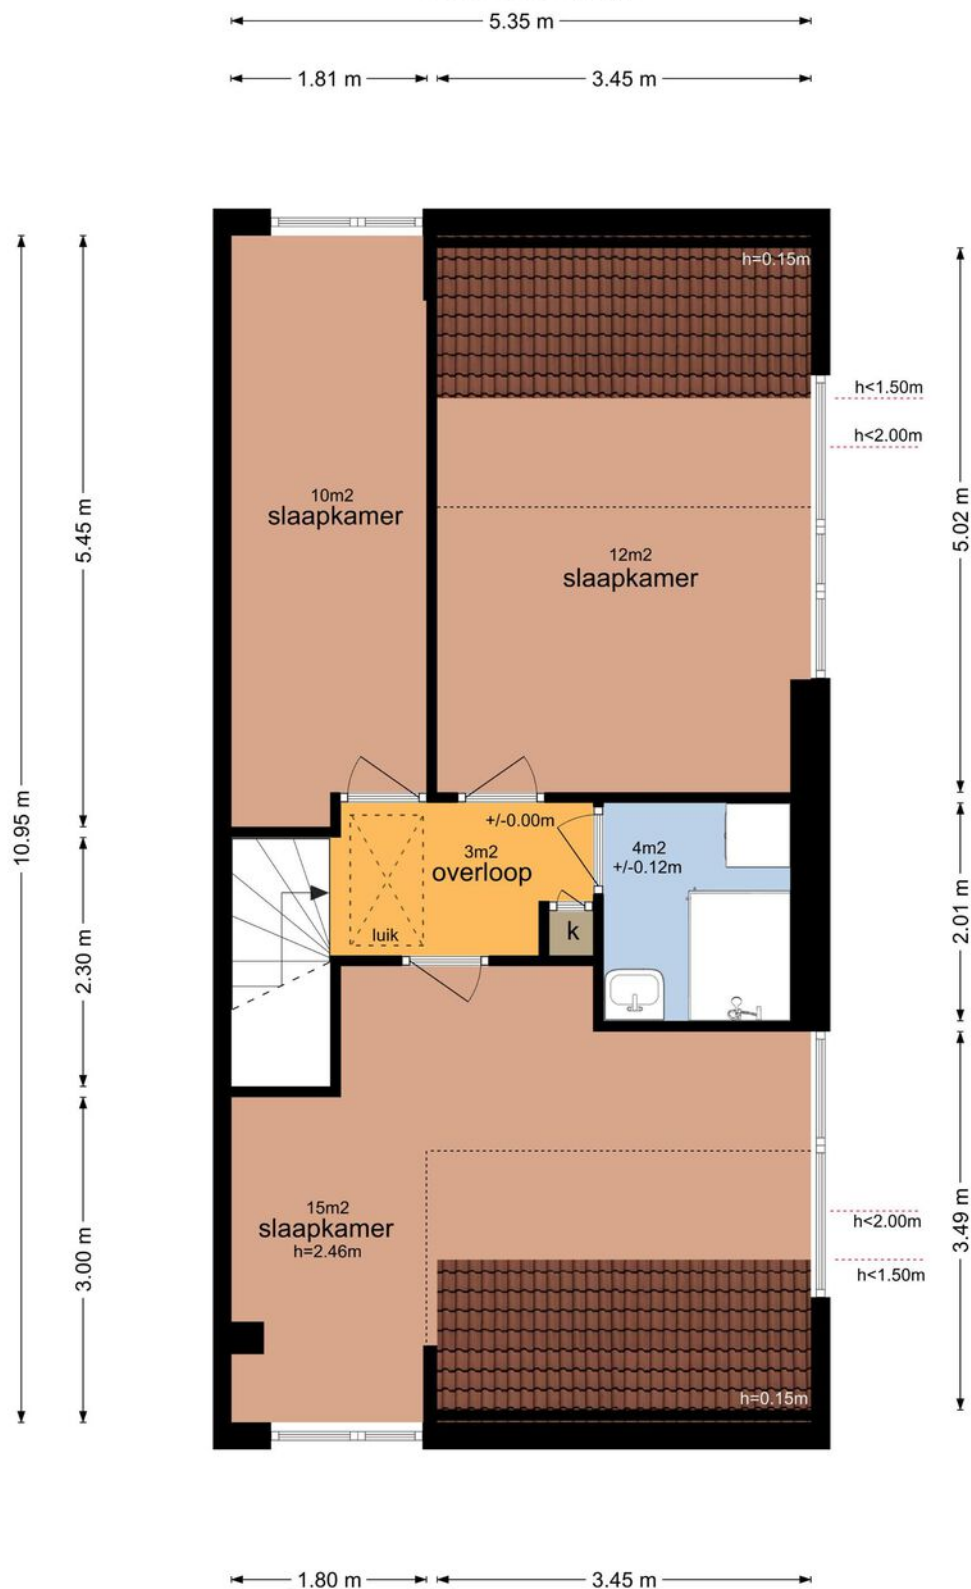 5.35 m
1.81 m
3.45 m
h=0.15m
h<1.50m
h<2.00m
10m2
slaapkamer
12m2
slaapkamer
5.45 m
5.02 m
10.95 m
+/-0.00m
3m2
overloop
4m2
+/-0.12m
luik
k
2.30 m
2.01 m
15m2
slaapkamer
h=2.46m
h<2.00m
h<1.50m
3.00 m
3.49 m
h=0.15m
1.80 m
3.45 m